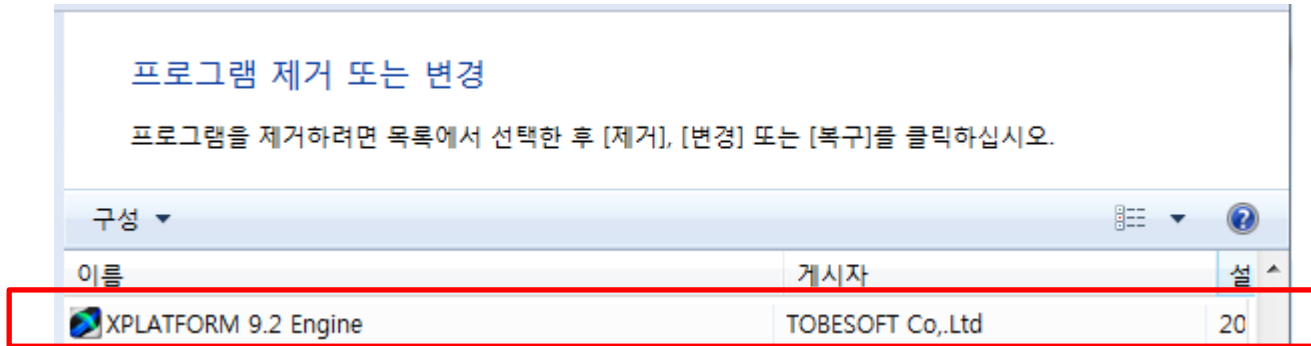 프로그램 제거 또는 변경
프로그램을 제거하려면 목록에서 선택한 후 [제거], [변경] 또는 [복구]를 클릭하십시오.
구성
이름 게시자 설
XPLATFORM 9.2 Engine TOBESOFT Co,.Ltd 20